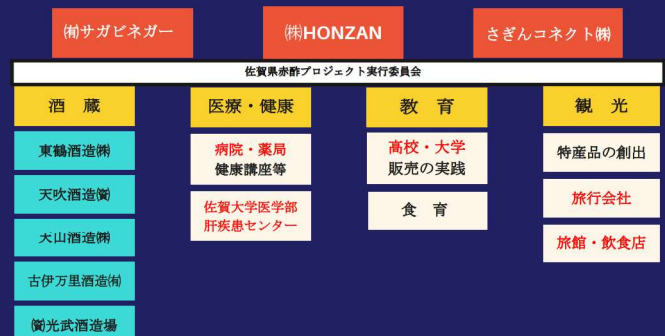 ㈲サガビネガー
㈱HONZAN
さぎんコネクト㈱
佐賀県赤酢プロジェクト実行委員会
酒 蔵
東鶴酒造㈱
天吹酒造㈾
天山酒造㈱
古伊万里酒造㈲
㈾光武酒造場
医療・健康
病院・薬局
健康講座等
佐賀大学医学部
肝疾患センター
教 育
高校・大学
販売の実践
食 育
観 光
特産品の創出
旅行会社
旅館・飲食店